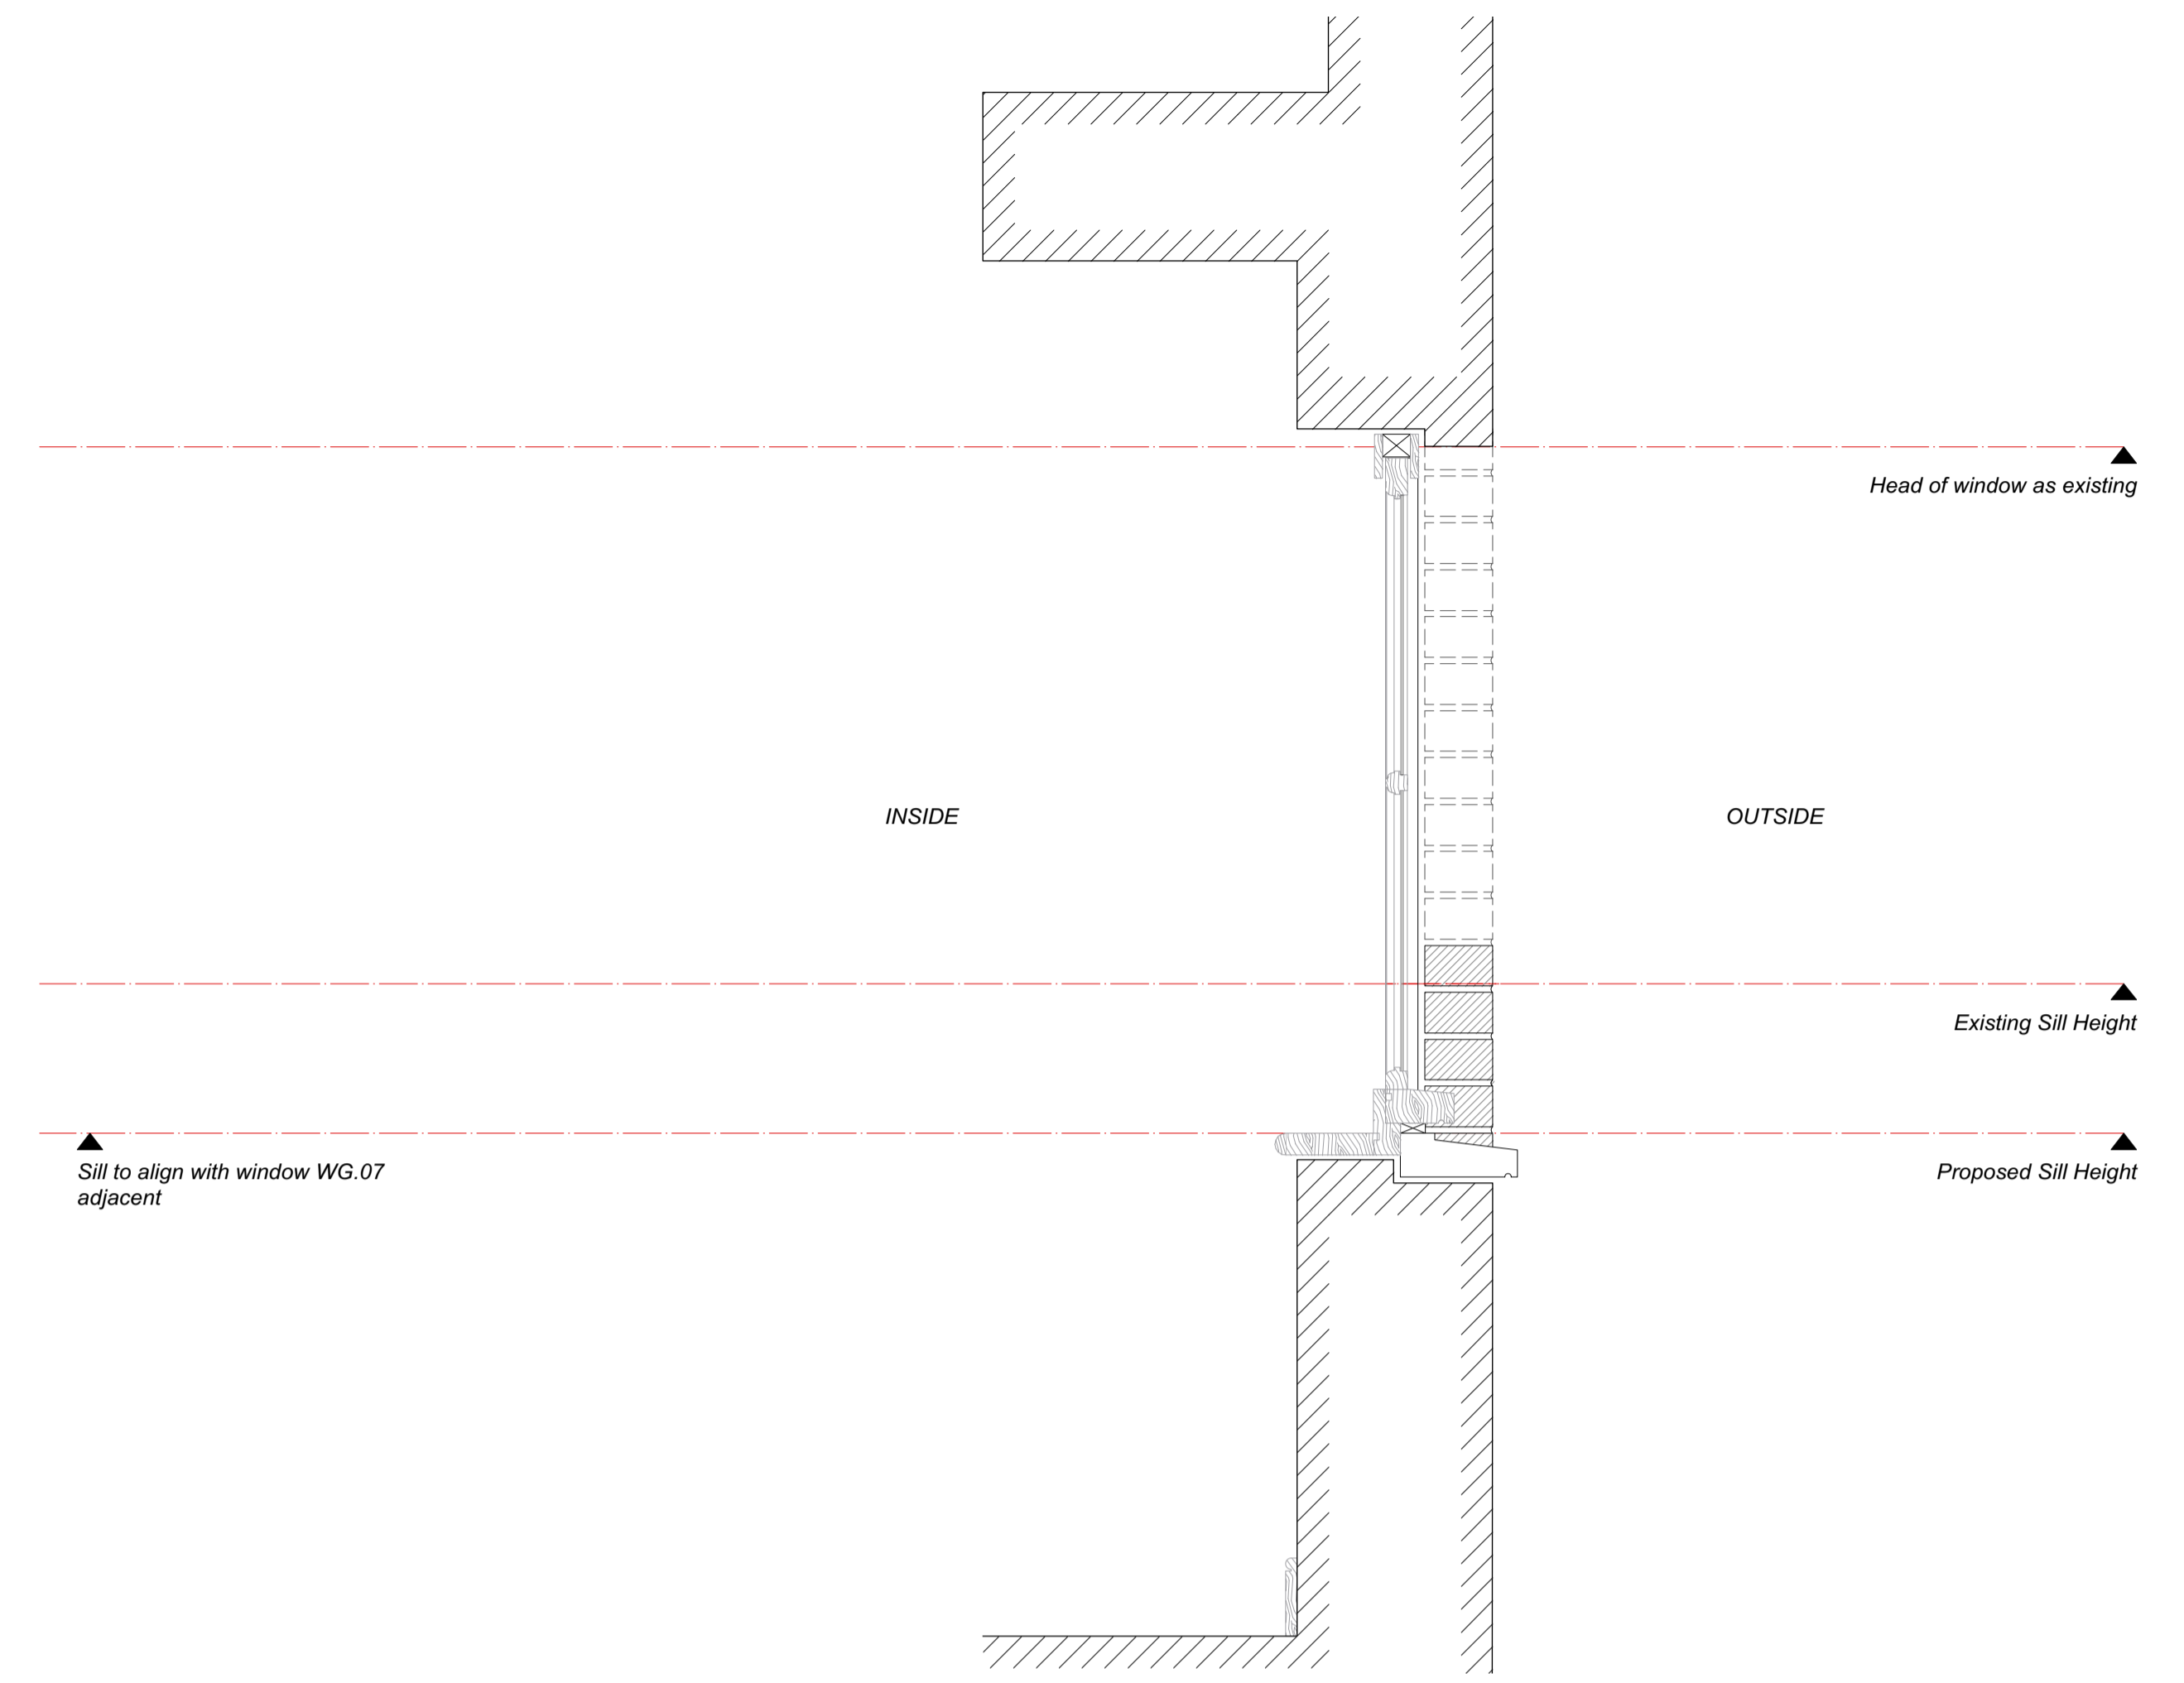 Head of window as existing
INSIDE
OUTSIDE
Existing Sill Height
Sill to align with window WG.07
adjacent
Proposed Sill Height